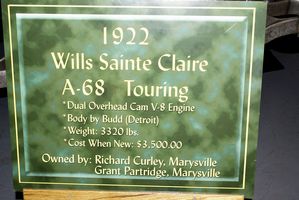 1922
Wills Sainte Claire
A-68 Touring
*Dual Overhead Cam V-8 Engine
*Body by Budd (Detroit)
*Weight: 3320 lbs.
*Cost When New: $3,500.00
Owned by: Richard Curley, Marysville
Grant Partridge, Marysville